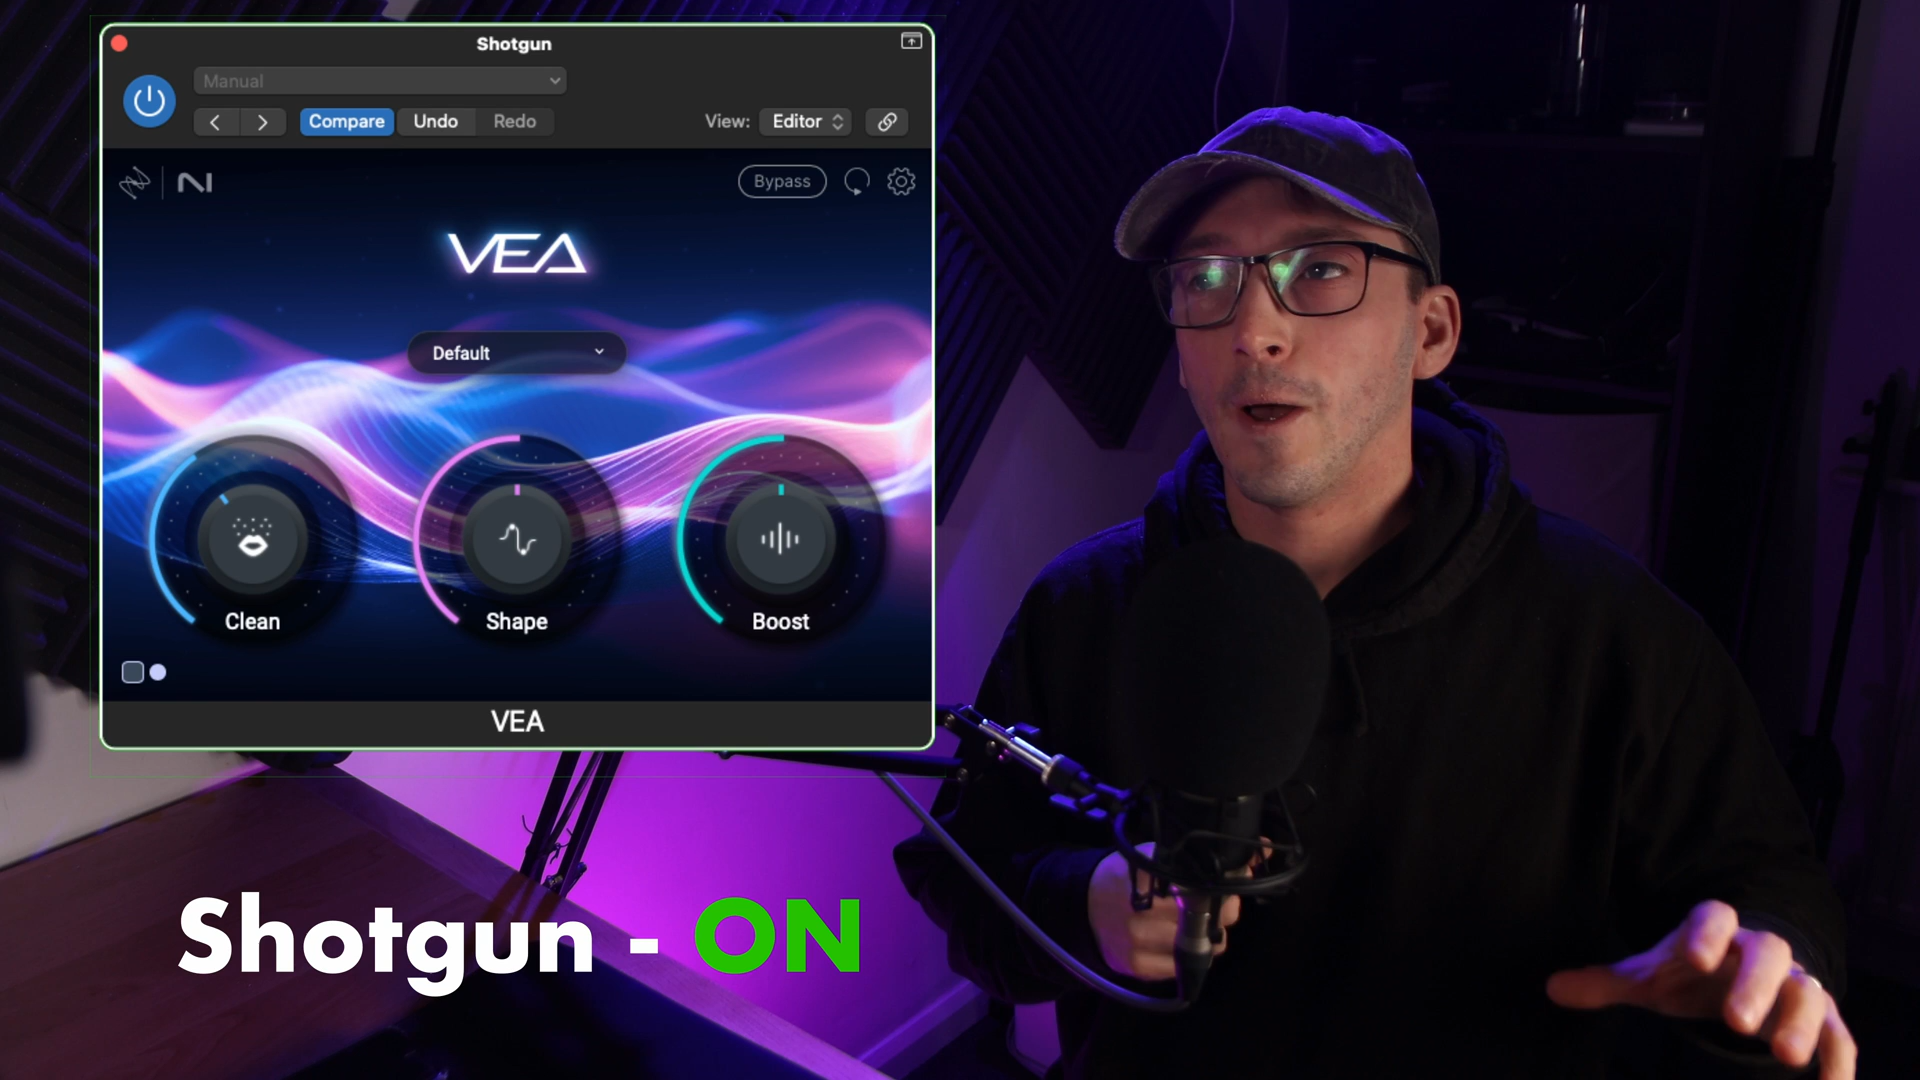 Shotgun
Manual
Compare Undo Redo View: Editor
Bypass
VEA
Default
Clean Shape Boost
VEA
Shotgun - ON